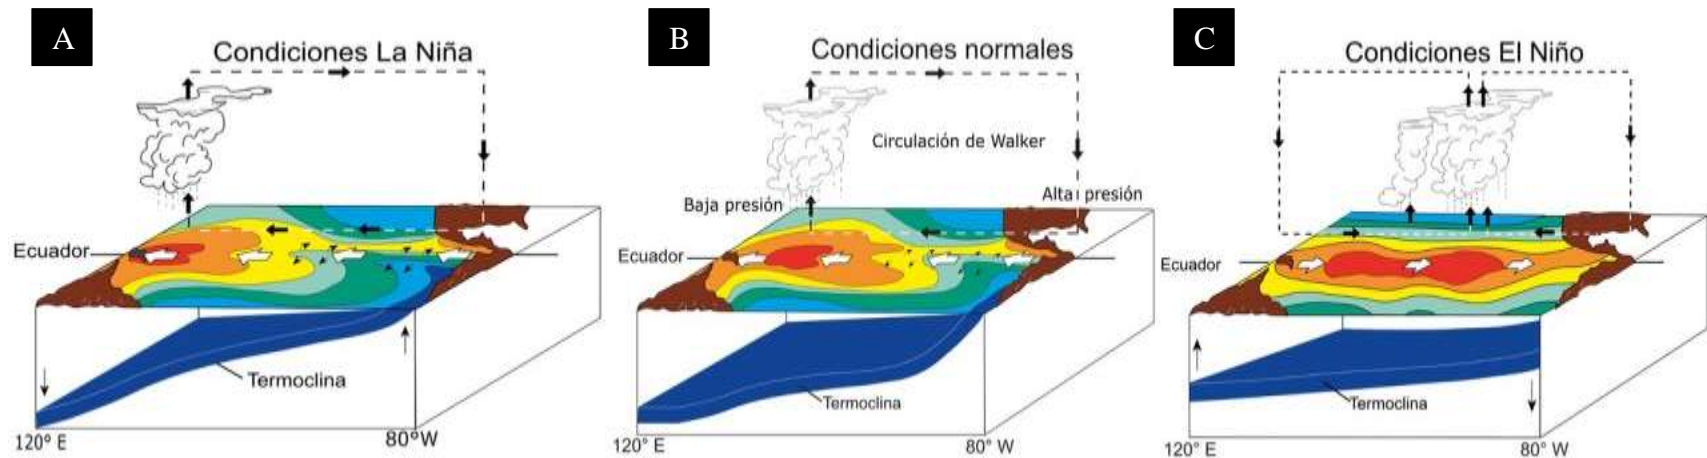 A
Condiciones La Niña
Ecuador
Termoclina
120° E
80°W
B
Condiciones normales
Circulación de Walker
Baja presión
Alta presión
Ecuador
Termoclina
120° E
80° W
C
Condiciones El Niño
Ecuador
Termoclina
120° E
80° W